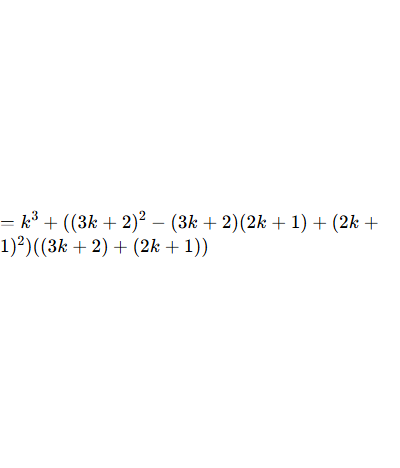 = k³ + ((3k + 2)² − (3k + 2)(2k + 1) + (2k +
1)²)((3k + 2) + (2k + 1))